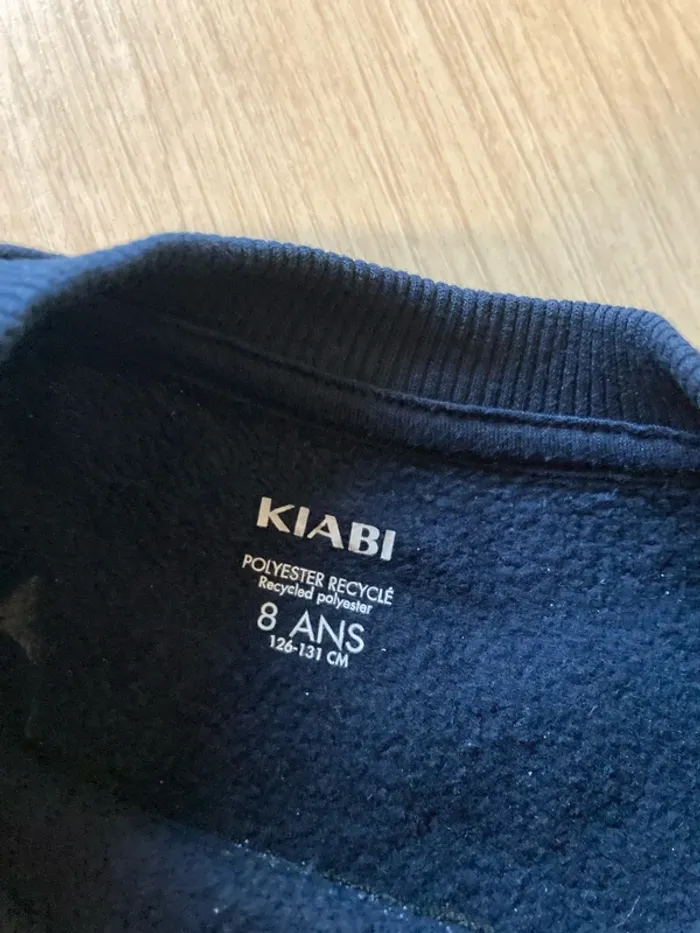 KIABI
POLYESTER RECYCLÉ
Recycled polyester
8 ANS
126-131 CM